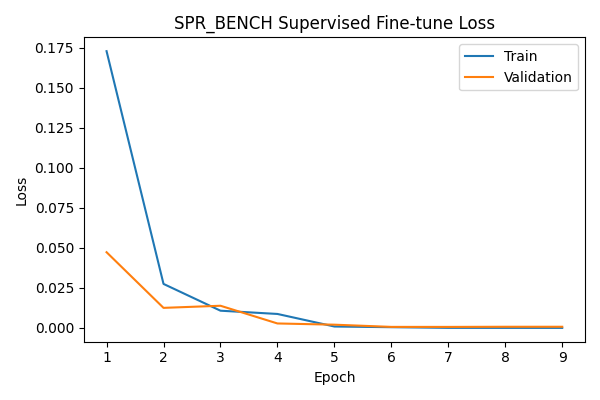 SPR_BENCH Supervised Fine-tune Loss
Train
Validation
Loss
0.175
0.150
0.125
0.100
0.075
0.050
0.025
0.000
1 2 3 4 5 6 7 8 9
Epoch